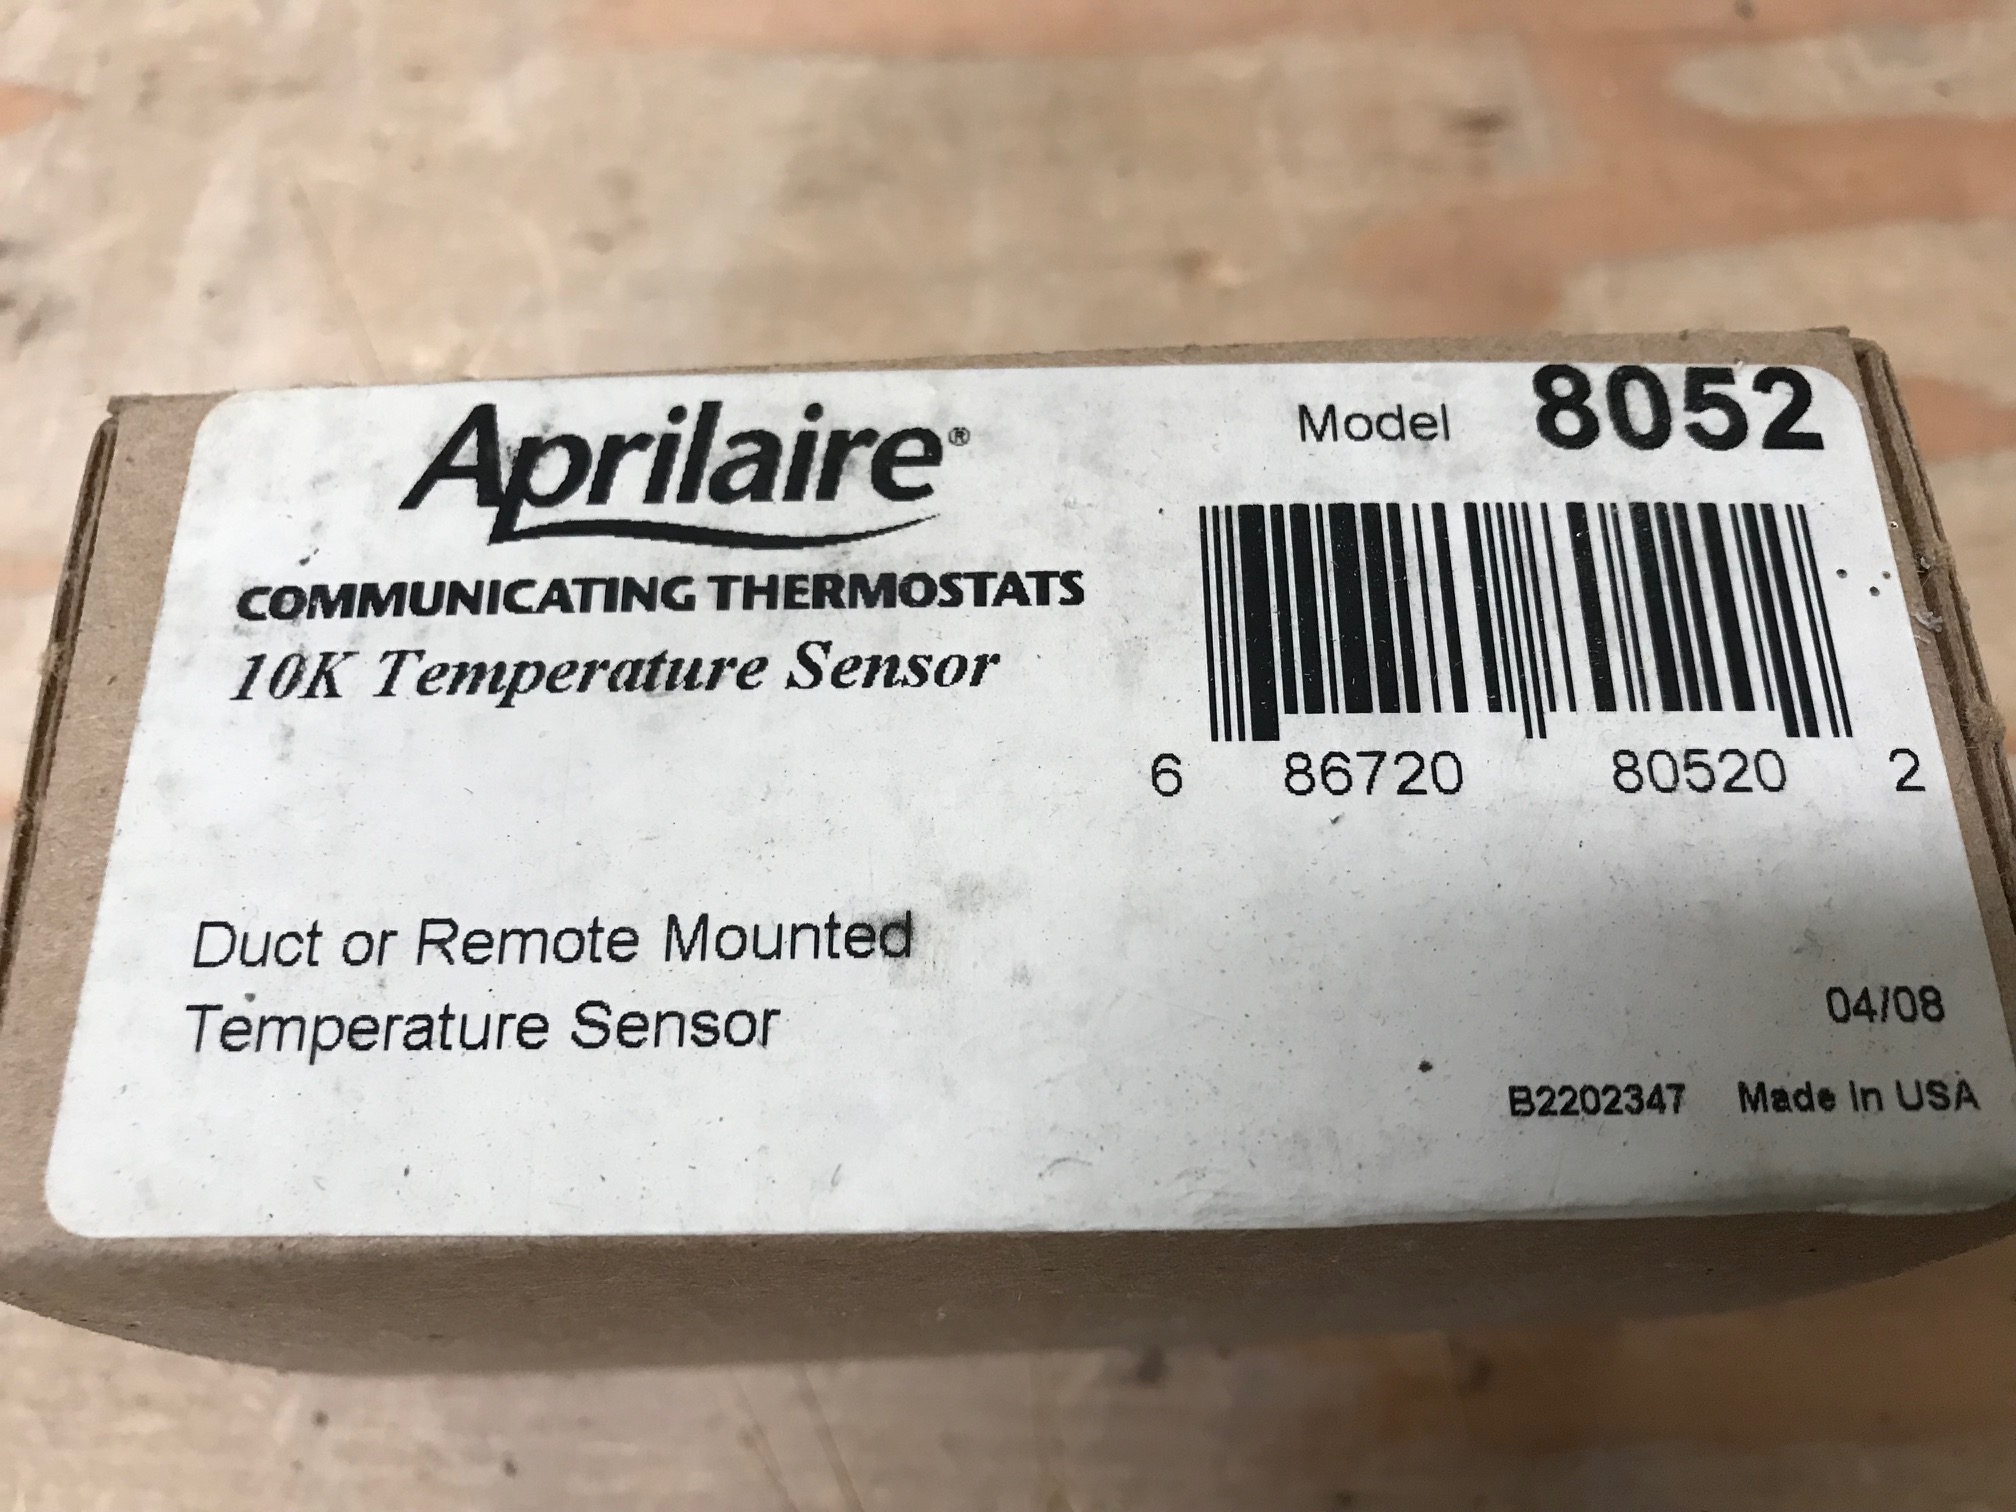 Aprilaire®
COMMUNICATING THERMOSTATS
10K Temperature Sensor
Model 8052
6 86720 80520 2
Duct or Remote Mounted
Temperature Sensor
04/08
B2202347 Made In USA